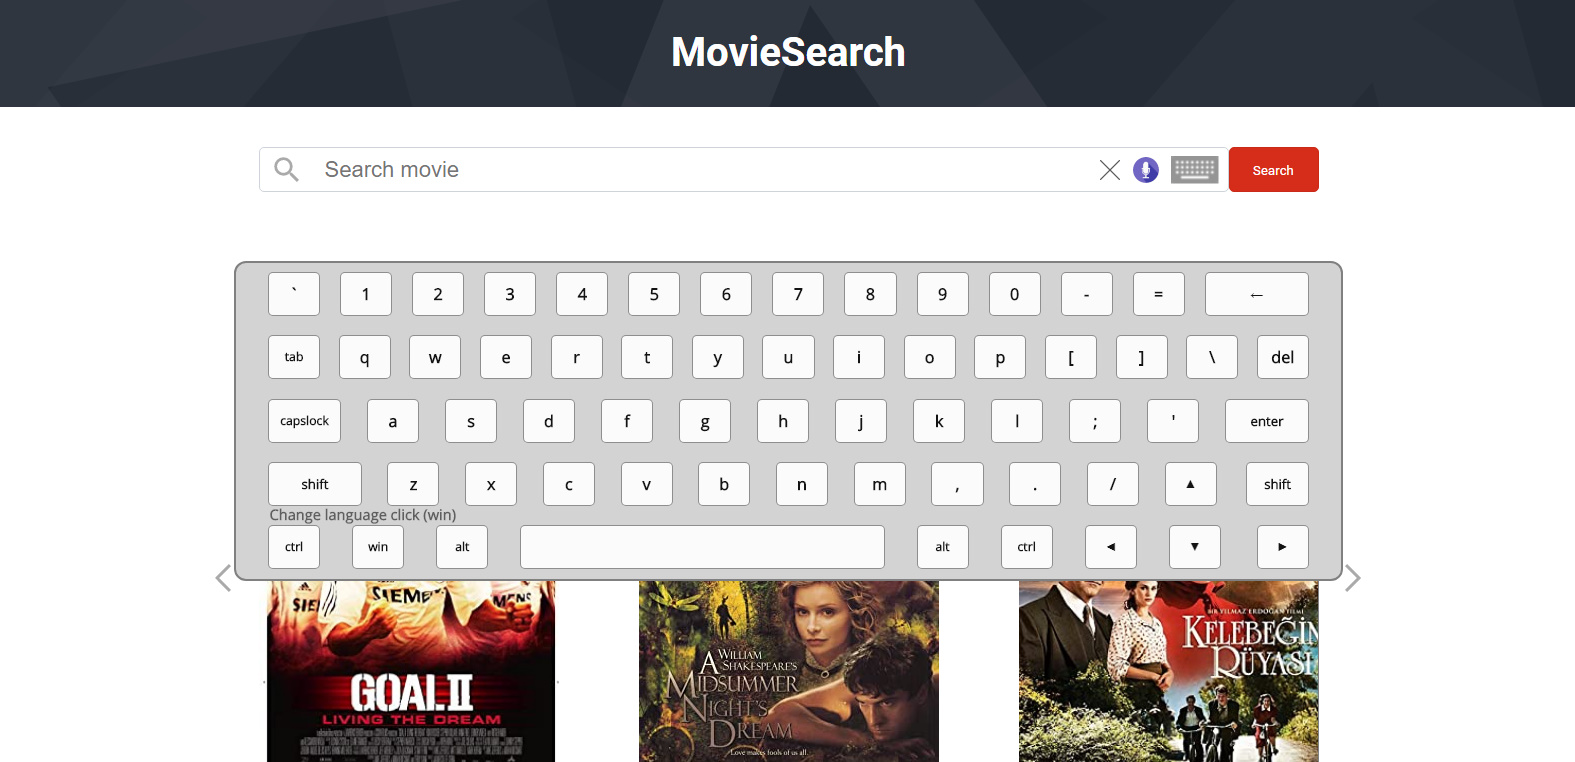 MovieSearch
Search movie
Search
` 1 2 3 4 5 6 7 8 9 0 - = ←
tab q w e r t y u i o p [ ] \ del
capslock a s d f g h j k l ; ' enter
shift z x c v b n m , . / ▲ shift
Change language click (win)
ctrl win alt alt ctrl ◄ ▼ ►
SIEMENS
GOAL II
LIVING THE DREAM
WILLIAM
SHAKESPEARE'S
A MIDSUMMER
NIGHT'S
DREAM
Love makes fools of us all.
BİR YILMAZ ERDOĞAN FİLMİ
KELEBEĞİN
RÜYASI